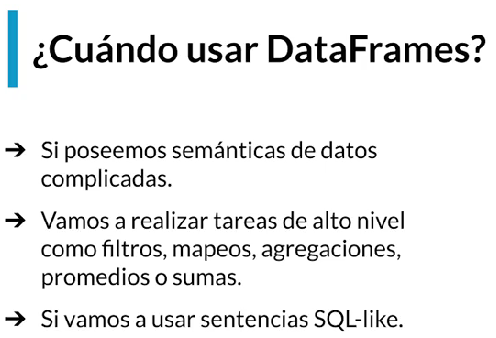 ¿Cuándo usar DataFrames?
➔ Si poseemos semánticas de datos
complicadas.
➔ Vamos a realizar tareas de alto nivel
como filtros, mapeos, agregaciones,
promedios o sumas.
➔ Si vamos a usar sentencias SQL-like.